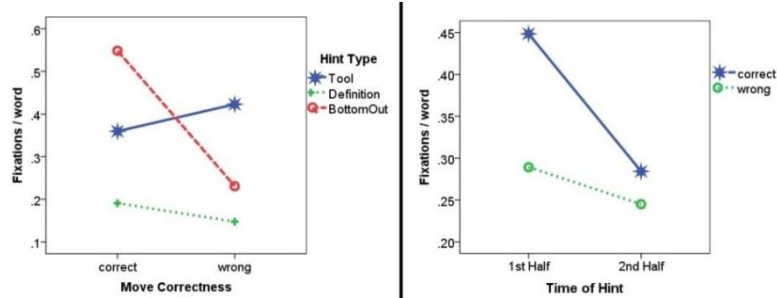 .6
.5
.4
.3
.2
.1
Fixations / word
correct
wrong
Move Correctness
Hint Type
Tool
Definition
BottomOut
.45
.40
.35
.30
.25
.20
Fixations / word
1st Half
2nd Half
Time of Hint
correct
wrong